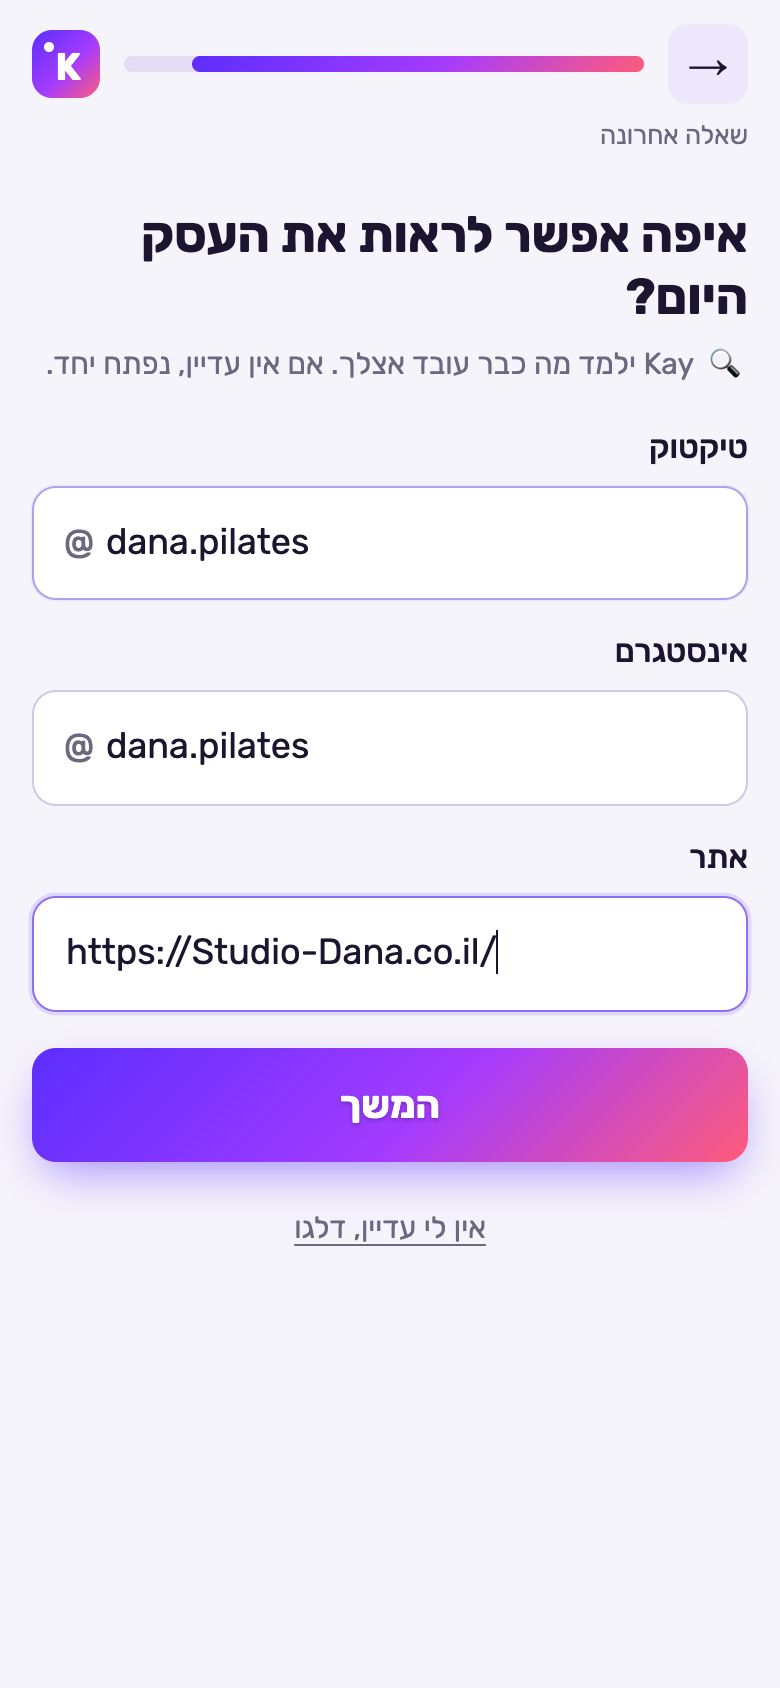 K
→
שאלה אחרונה
איפה אפשר לראות את העסק
היום?
🔍 Kay ילמד מה כבר עובד אצלך. אם אין עדיין, נפתח יחד.
טיקטוק
@ dana.pilates
אינסטגרם
@ dana.pilates
אתר
https://Studio-Dana.co.il/
המשך
אין לי עדיין, דלגו